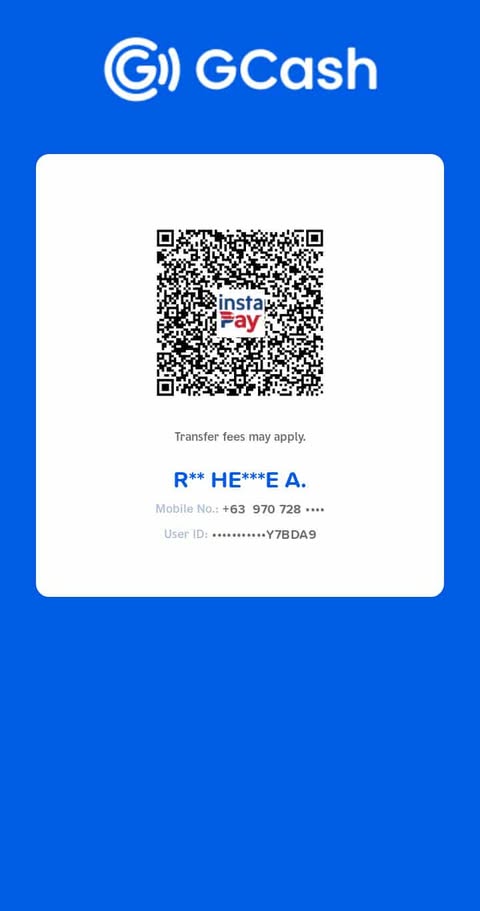 GCash
insta
Pay
Transfer fees may apply.
R** HE***E A.
Mobile No.: +63 970 728 ••••
User ID: •••••••••••Y7BDA9